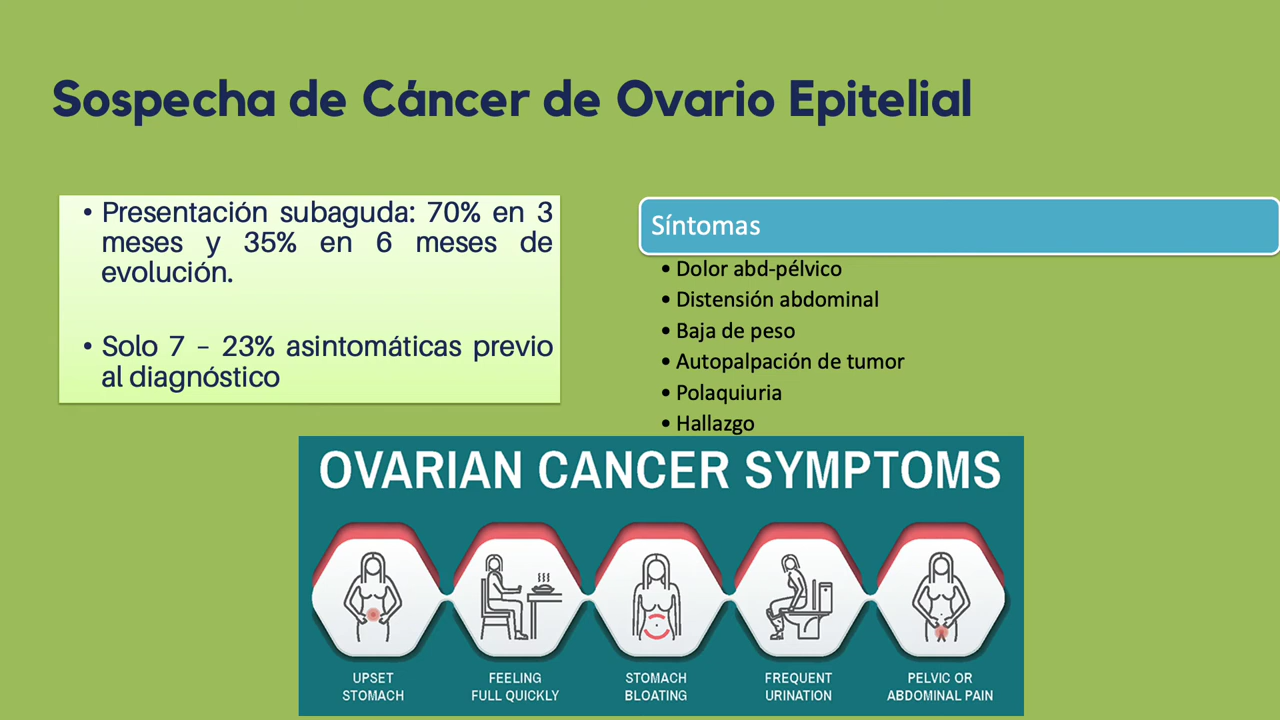 Sospecha de Cáncer de Ovario Epitelial
• Presentación subaguda: 70% en 3
meses y 35% en 6 meses de
evolución.
• Solo 7 – 23% asintomáticas previo
al diagnóstico
Síntomas
• Dolor abd-pélvico
• Distensión abdominal
• Baja de peso
• Autopalpación de tumor
• Polaquiuria
• Hallazgo
OVARIAN CANCER SYMPTOMS
UPSET
STOMACH
FEELING
FULL QUICKLY
STOMACH
BLOATING
FREQUENT
URINATION
PELVIC OR
ABDOMINAL PAIN